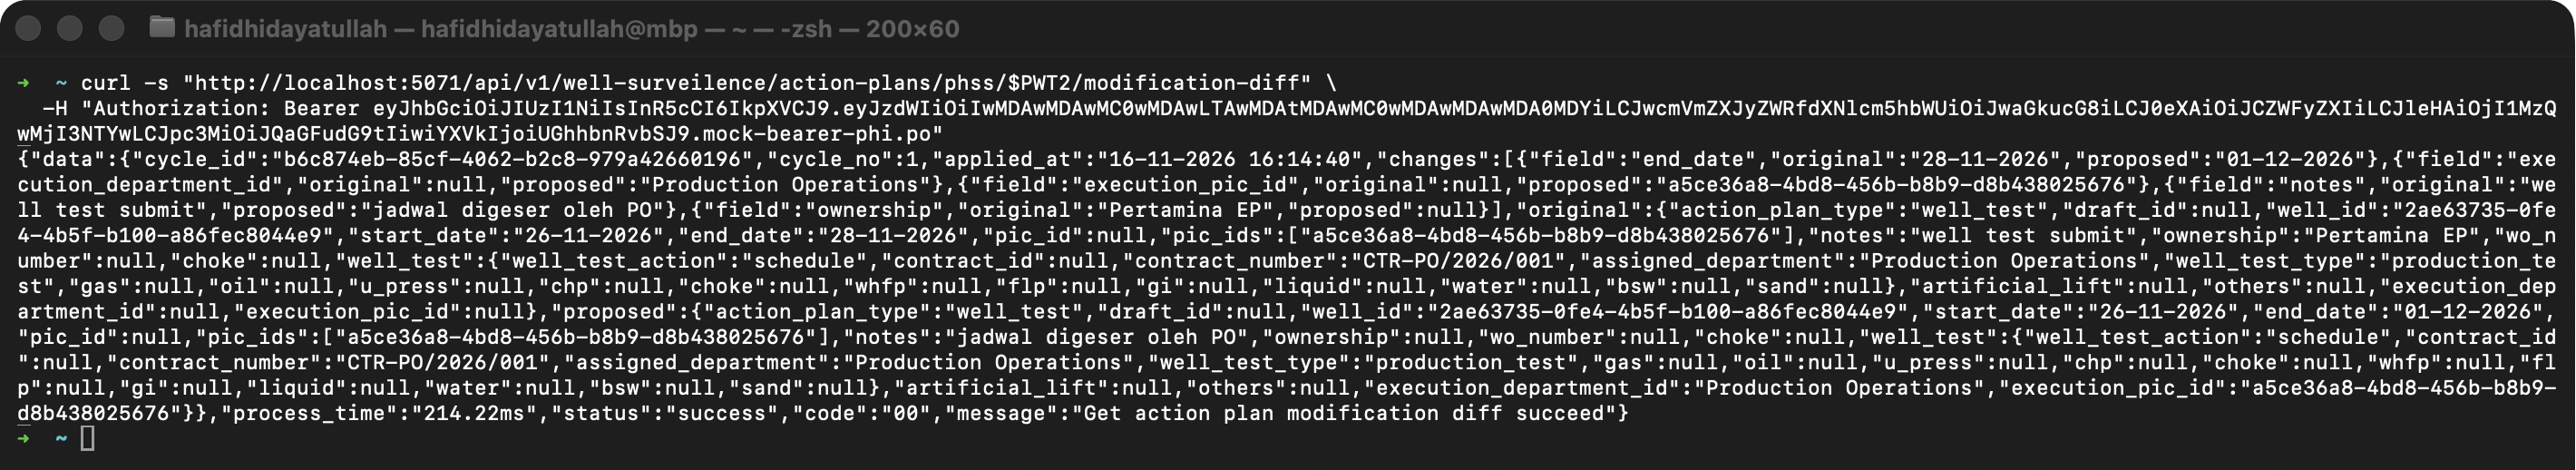 hafidhidayatullah — hafidhidayatullah@mbp — ~ — -zsh — 200×60
➜  ~ curl -s "http://localhost:5071/api/v1/well-surveilence/action-plans/phss/$PWT2/modification-diff" \
  -H "Authorization: Bearer eyJhbGciOiJIUzI1NiIsInR5cCI6IkpXVCJ9.eyJzdWIiOiIwMDAwMDAwMC0wMDAwLTAwMDAtMDAwMC0wMDAwMDAwMDA0MDYiLCJwcmVmZXJyZWRfdXNlcm5hbWUiOiJwaGkucG8iLCJ0eXAiOiJCZWFyZXIiLCJleHAiOjI1MzQ
wMjI3NTYwLCJpc3MiOiJQaGFudG9tIiwiYXVkIjoiUGhhbnRvbSJ9.mock-bearer-phi.po"
{"data":{"cycle_id":"b6c874eb-85cf-4062-b2c8-979a42660196","cycle_no":1,"applied_at":"16-11-2026 16:14:40","changes":[{"field":"end_date","original":"28-11-2026","proposed":"01-12-2026"},{"field":"exe
cution_department_id","original":null,"proposed":"Production Operations"},{"field":"execution_pic_id","original":null,"proposed":"a5ce36a8-4bd8-456b-b8b9-d8b438025676"},{"field":"notes","original":"we
ll test submit","proposed":"jadwal digeser oleh PO"},{"field":"ownership","original":"Pertamina EP","proposed":null}],"original":{"action_plan_type":"well_test","draft_id":null,"well_id":"2ae63735-0fe
4-4b5f-b100-a86fec8044e9","start_date":"26-11-2026","end_date":"28-11-2026","pic_id":null,"pic_ids":["a5ce36a8-4bd8-456b-b8b9-d8b438025676"],"notes":"well test submit","ownership":"Pertamina EP","wo_n
umber":null,"choke":null,"well_test":{"well_test_action":"schedule","contract_id":null,"contract_number":"CTR-PO/2026/001","assigned_department":"Production Operations","well_test_type":"production_te
st","gas":null,"oil":null,"u_press":null,"chp":null,"choke":null,"whfp":null,"flp":null,"gi":null,"liquid":null,"water":null,"bsw":null,"sand":null},"artificial_lift":null,"others":null,"execution_dep
artment_id":null,"execution_pic_id":null},"proposed":{"action_plan_type":"well_test","draft_id":null,"well_id":"2ae63735-0fe4-4b5f-b100-a86fec8044e9","start_date":"26-11-2026","end_date":"01-12-2026",
"pic_id":null,"pic_ids":["a5ce36a8-4bd8-456b-b8b9-d8b438025676"],"notes":"jadwal digeser oleh PO","ownership":null,"wo_number":null,"choke":null,"well_test":{"well_test_action":"schedule","contract_id
":null,"contract_number":"CTR-PO/2026/001","assigned_department":"Production Operations","well_test_type":"production_test","gas":null,"oil":null,"u_press":null,"chp":null,"choke":null,"whfp":null,"fl
p":null,"gi":null,"liquid":null,"water":null,"bsw":null,"sand":null},"artificial_lift":null,"others":null,"execution_department_id":"Production Operations","execution_pic_id":"a5ce36a8-4bd8-456b-b8b9-
d8b438025676"}},"process_time":"214.22ms","status":"success","code":"00","message":"Get action plan modification diff succeed"}
➜  ~